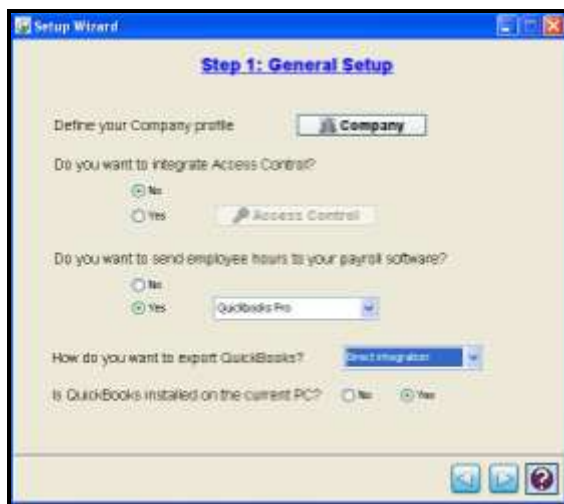 Setup Wizard
Step 1: General Setup
Define your Company profile
Company
Do you want to integrate Access Control?
No
Yes
Access Control
Do you want to send employee hours to your payroll software?
No
Yes
Quickbooks Pro
How do you want to export QuickBooks?
Direct Integration
Is QuickBooks installed on the current PC?
No
Yes
?